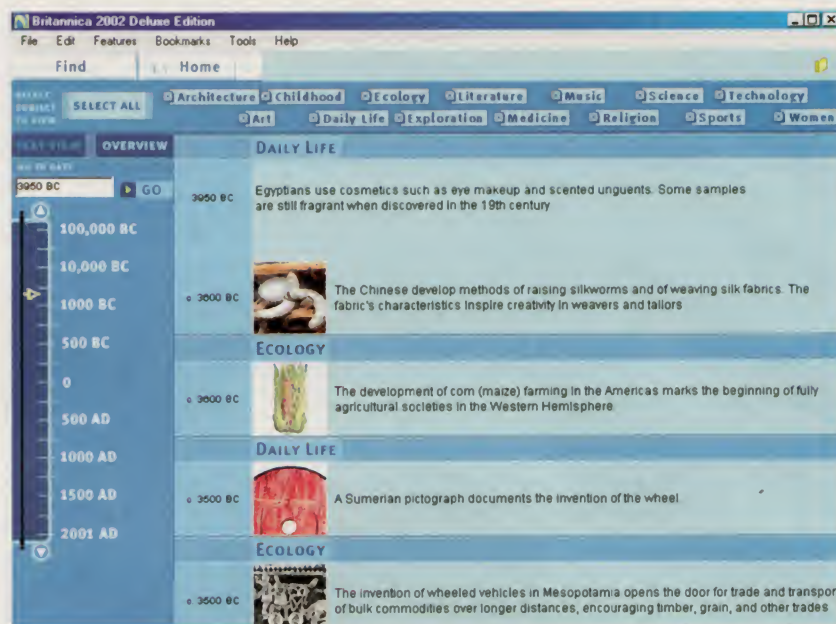 Britannica 2002 Deluxe Edition
File Edit Features Bookmarks Tools Help
Find Home
SELECT SUBJECT TO VIEW
SELECT ALL
Architecture Childhood Ecology Literature Music Science Technology
Art Daily Life Exploration Medicine Religion Sports Women
OVERVIEW
3950 BC GO
100,000 BC
10,000 BC
1000 BC
500 BC
0
500 AD
1000 AD
1500 AD
2001 AD
DAILY LIFE
3950 BC
Egyptians use cosmetics such as eye makeup and scented unguents. Some samples
are still fragrant when discovered in the 19th century
c 3600 BC
The Chinese develop methods of raising silkworms and of weaving silk fabrics. The
fabric's characteristics inspire creativity in weavers and tailors
ECOLOGY
c 3600 BC
The development of corn (maize) farming in the Americas marks the beginning of fully
agricultural societies in the Western Hemisphere.
DAILY LIFE
c 3500 BC
A Sumerian pictograph documents the invention of the wheel
ECOLOGY
c 3500 BC
The invention of wheeled vehicles in Mesopotamia opens the door for trade and transpor
of bulk commodities over longer distances, encouraging timber, grain, and other trades